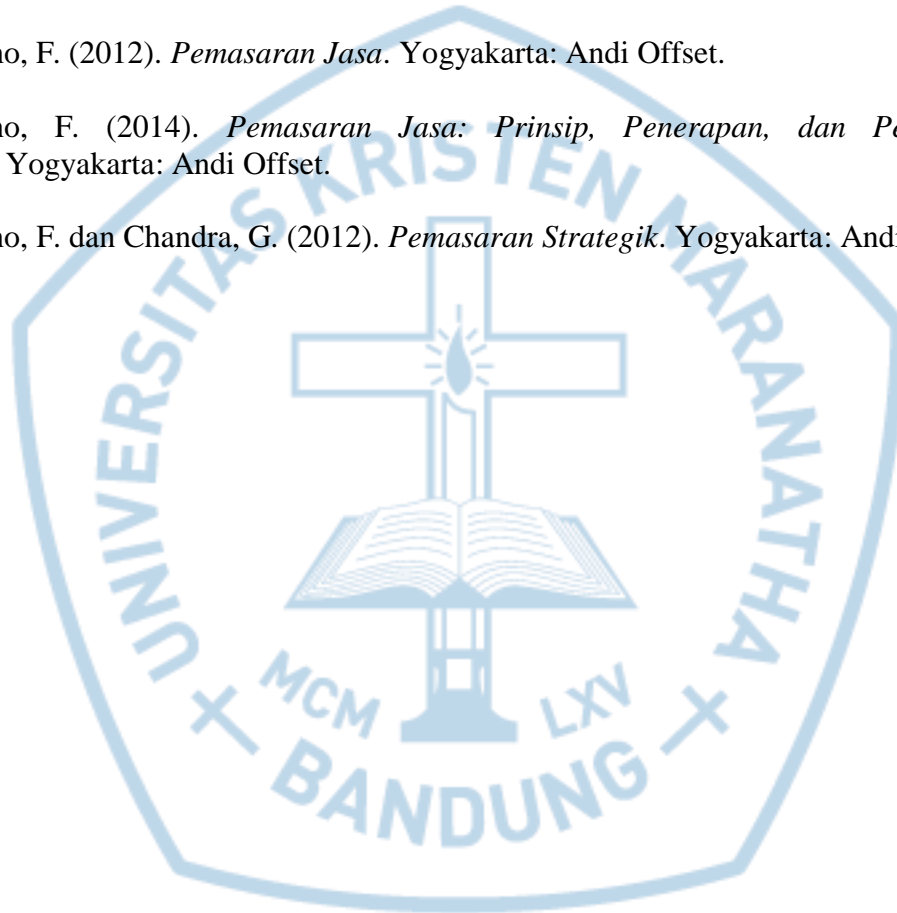 no, F. (2012). Pemasaran Jasa. Yogyakarta: Andi Offset.
no, F. (2014). Pemasaran Jasa: Prinsip, Penerapan, dan Pe
Yogyakarta: Andi Offset.
no, F. dan Chandra, G. (2012). Pemasaran Strategik. Yogyakarta: Andi
UNIVERSITAS KRISTEN MARANATHA
MCM LXV
BANDUNG